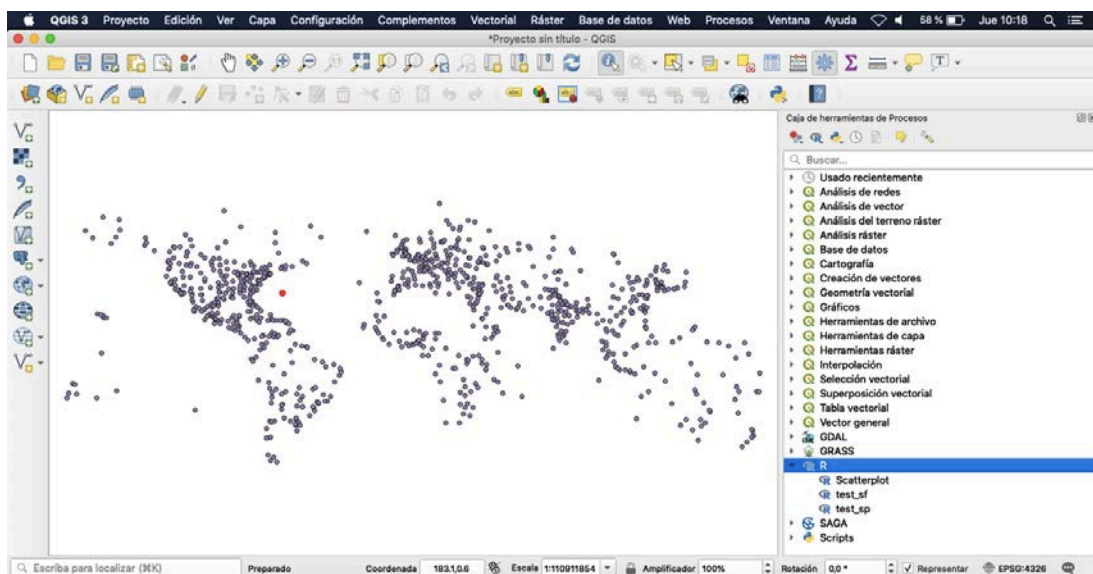 QGIS 3 Proyecto Edición Ver Capa Configuración Complementos Vectorial Ráster Base de datos Web Procesos Ventana Ayuda 58 % Jue 10:18
*Proyecto sin título - QGIS
Caja de herramientas de Procesos
Buscar...
Usado recientemente
Análisis de redes
Análisis de vector
Análisis del terreno ráster
Análisis ráster
Base de datos
Cartografía
Creación de vectores
Geometría vectorial
Gráficos
Herramientas de archivo
Herramientas de capa
Herramientas ráster
Interpolación
Selección vectorial
Superposición vectorial
Tabla vectorial
Vector general
GDAL
GRASS
R
Scatterplot
test_sf
test_sp
SAGA
Scripts
Escriba para localizar (⌘K) Preparado Coordenada 183.1,0.6 Escala 1:110911854 Amplificador 100% Rotación 0,0 ° Representar EPSG:4326